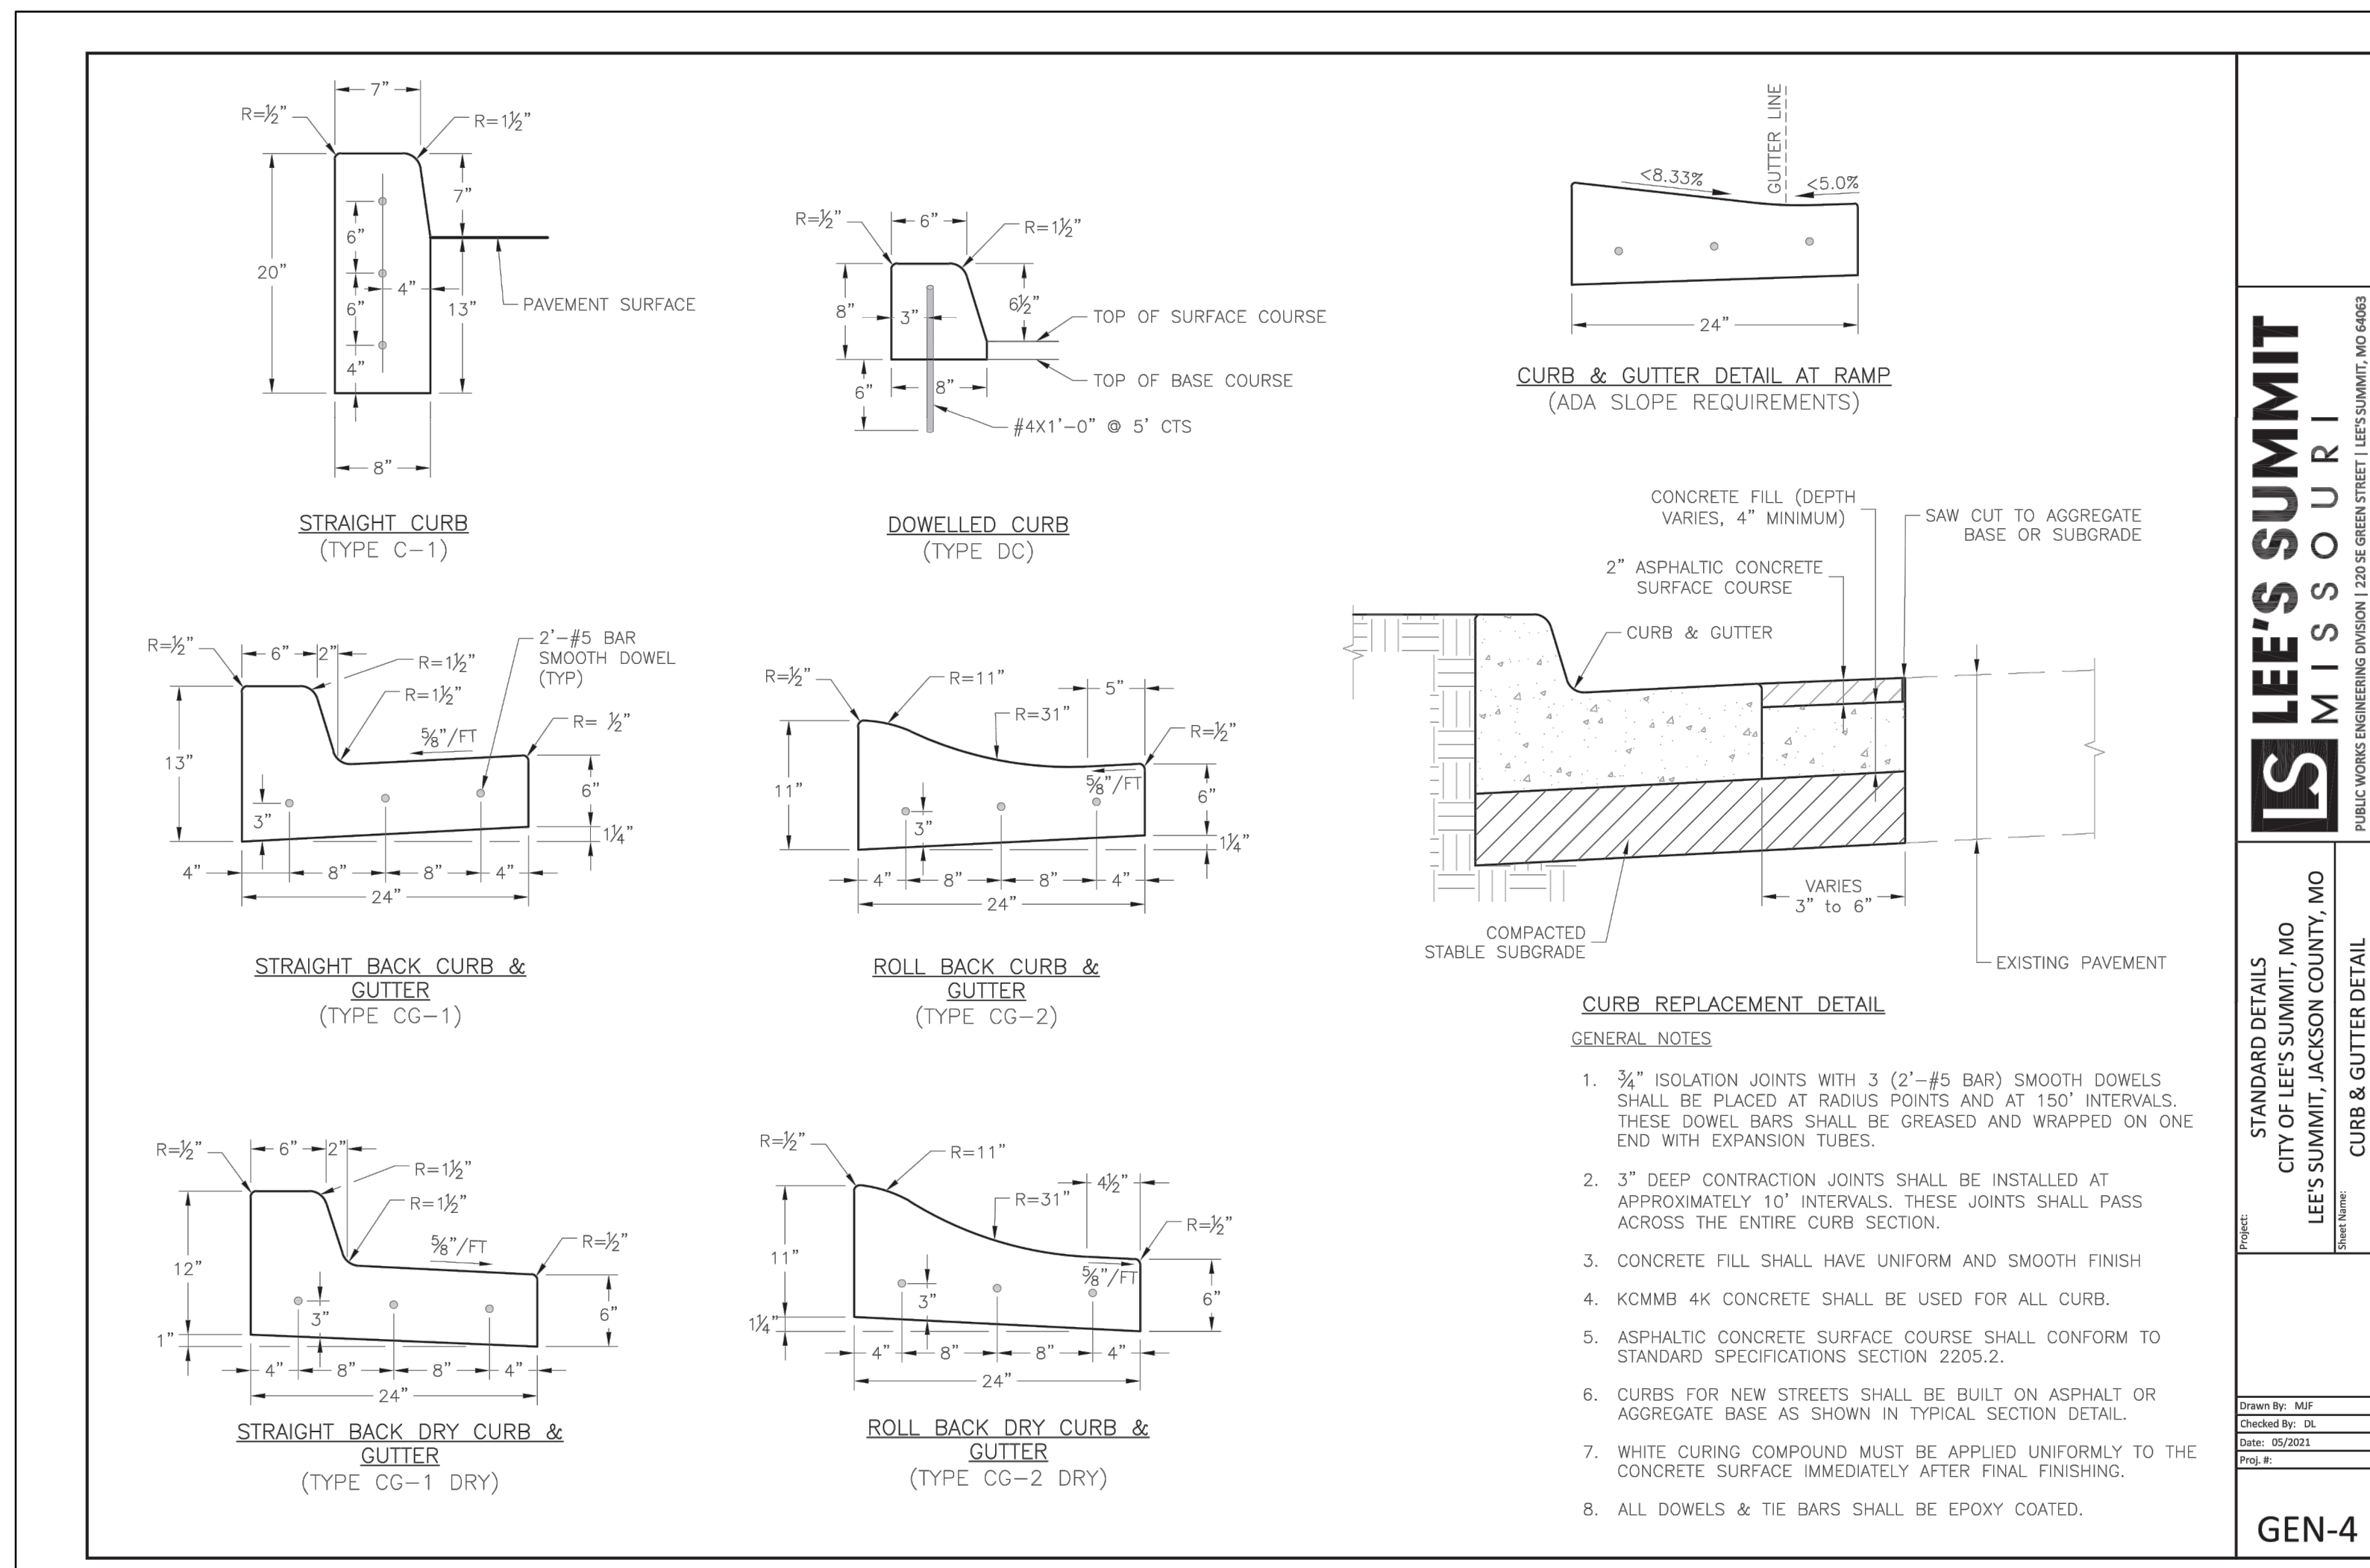 7"
R=½"
R=1½"
7"
6"
20"
4"
6"
13"
PAVEMENT SURFACE
4"
8"
STRAIGHT CURB
(TYPE C-1)
R=½"
6"
R=1½"
8"
3"
6½"
TOP OF SURFACE COURSE
TOP OF BASE COURSE
6"
8"
#4X1'-0" @ 5' CTS
DOWELLED CURB
(TYPE DC)
GUTTER LINE
<8.33%
<5.0%
24"
CURB & GUTTER DETAIL AT RAMP
(ADA SLOPE REQUIREMENTS)
R=½"
6"
2"
R=1½"
R=1½"
2'-#5 BAR
SMOOTH DOWEL
(TYP)
⅝"/FT
R= ½"
13"
3"
6"
1¼"
4"
8"
8"
4"
24"
STRAIGHT BACK CURB &
GUTTER
(TYPE CG-1)
R=½"
R=11"
5"
R=31"
R=½"
11"
⅝"/FT
6"
3"
1¼"
4"
8"
8"
4"
24"
ROLL BACK CURB &
GUTTER
(TYPE CG-2)
CONCRETE FILL (DEPTH
VARIES, 4" MINIMUM)
SAW CUT TO AGGREGATE
BASE OR SUBGRADE
2" ASPHALTIC CONCRETE
SURFACE COURSE
CURB & GUTTER
VARIES
3" to 6"
COMPACTED
STABLE SUBGRADE
EXISTING PAVEMENT
CURB REPLACEMENT DETAIL
R=½"
6"
2"
R=1½"
R=1½"
⅝"/FT
R=½"
12"
3"
6"
1"
4"
8"
8"
4"
24"
STRAIGHT BACK DRY CURB &
GUTTER
(TYPE CG-1 DRY)
R=½"
R=11"
4½"
R=31"
R=½"
11"
⅝"/FT
3"
6"
1¼"
4"
8"
8"
4"
24"
ROLL BACK DRY CURB &
GUTTER
(TYPE CG-2 DRY)
GENERAL NOTES
1. ¾" ISOLATION JOINTS WITH 3 (2'-#5 BAR) SMOOTH DOWELS
SHALL BE PLACED AT RADIUS POINTS AND AT 150' INTERVALS.
THESE DOWEL BARS SHALL BE GREASED AND WRAPPED ON ONE
END WITH EXPANSION TUBES.
2. 3" DEEP CONTRACTION JOINTS SHALL BE INSTALLED AT
APPROXIMATELY 10' INTERVALS. THESE JOINTS SHALL PASS
ACROSS THE ENTIRE CURB SECTION.
3. CONCRETE FILL SHALL HAVE UNIFORM AND SMOOTH FINISH
4. KCMMB 4K CONCRETE SHALL BE USED FOR ALL CURB.
5. ASPHALTIC CONCRETE SURFACE COURSE SHALL CONFORM TO
STANDARD SPECIFICATIONS SECTION 2205.2.
6. CURBS FOR NEW STREETS SHALL BE BUILT ON ASPHALT OR
AGGREGATE BASE AS SHOWN IN TYPICAL SECTION DETAIL.
7. WHITE CURING COMPOUND MUST BE APPLIED UNIFORMLY TO THE
CONCRETE SURFACE IMMEDIATELY AFTER FINAL FINISHING.
8. ALL DOWELS & TIE BARS SHALL BE EPOXY COATED.
LS
LEE'S SUMMIT
MISSOURI
PUBLIC WORKS ENGINEERING DIVISION | 220 SE GREEN STREET | LEE'S SUMMIT, MO 64063
Project:
STANDARD DETAILS
CITY OF LEE'S SUMMIT, MO
LEE'S SUMMIT, JACKSON COUNTY, MO
Sheet Name:
CURB & GUTTER DETAIL
Drawn By: MJF
Checked By: DL
Date: 05/2021
Proj. #:
GEN-4